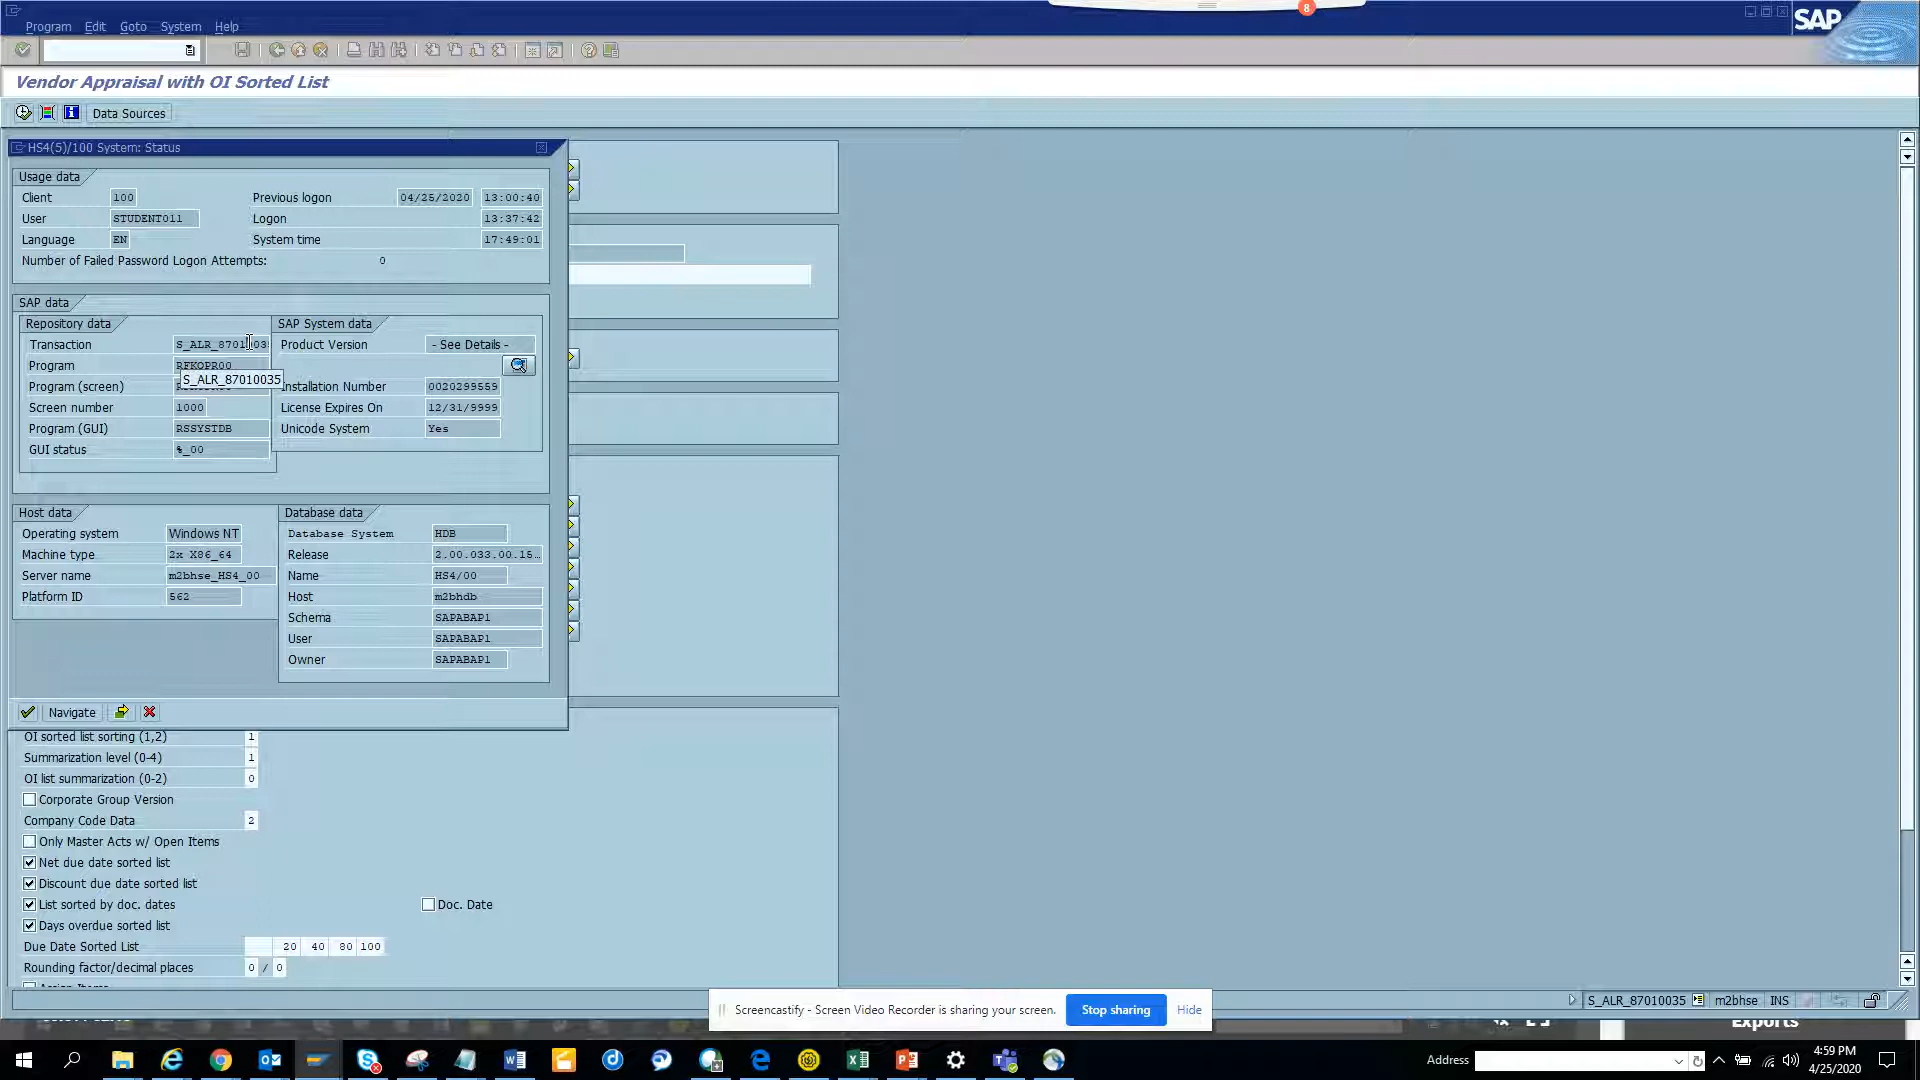 Program Edit Goto System Help
8
SAP
Vendor Appraisal with OI Sorted List
Data Sources
HS4(5)/100 System: Status
Usage data
Client 100 Previous logon 04/25/2020 13:00:40
User STUDENT011 Logon 13:37:42
Language EN System time 17:49:01
Number of Failed Password Logon Attempts: 0
SAP data
Repository data
SAP System data
Transaction S_ALR_87010035 Product Version - See Details -
Program RFKOPR00
Program (screen) Installation Number 0020299559
S_ALR_87010035
Screen number 1000 License Expires On 12/31/9999
Program (GUI) RSSYSTDB Unicode System Yes
GUI status %_00
Host data
Database data
Operating system Windows NT Database System HDB
Machine type 2x X86_64 Release 2.00.033.00.15...
Server name m2bhse_HS4_00 Name HS4/00
Platform ID 562 Host m2bhdb
Schema SAPABAP1
User SAPABAP1
Owner SAPABAP1
Navigate
OI sorted list sorting (1,2) 1
Summarization level (0-4) 1
OI list summarization (0-2) 0
Corporate Group Version
Company Code Data 2
Only Master Acts w/ Open Items
Net due date sorted list
Discount due date sorted list
List sorted by doc. dates Doc. Date
Days overdue sorted list
Due Date Sorted List 20 40 80 100
Rounding factor/decimal places 0 / 0
Screencastify - Screen Video Recorder is sharing your screen. Stop sharing Hide
S_ALR_87010035 m2bhse INS
Exports
Address
4:59 PM
4/25/2020